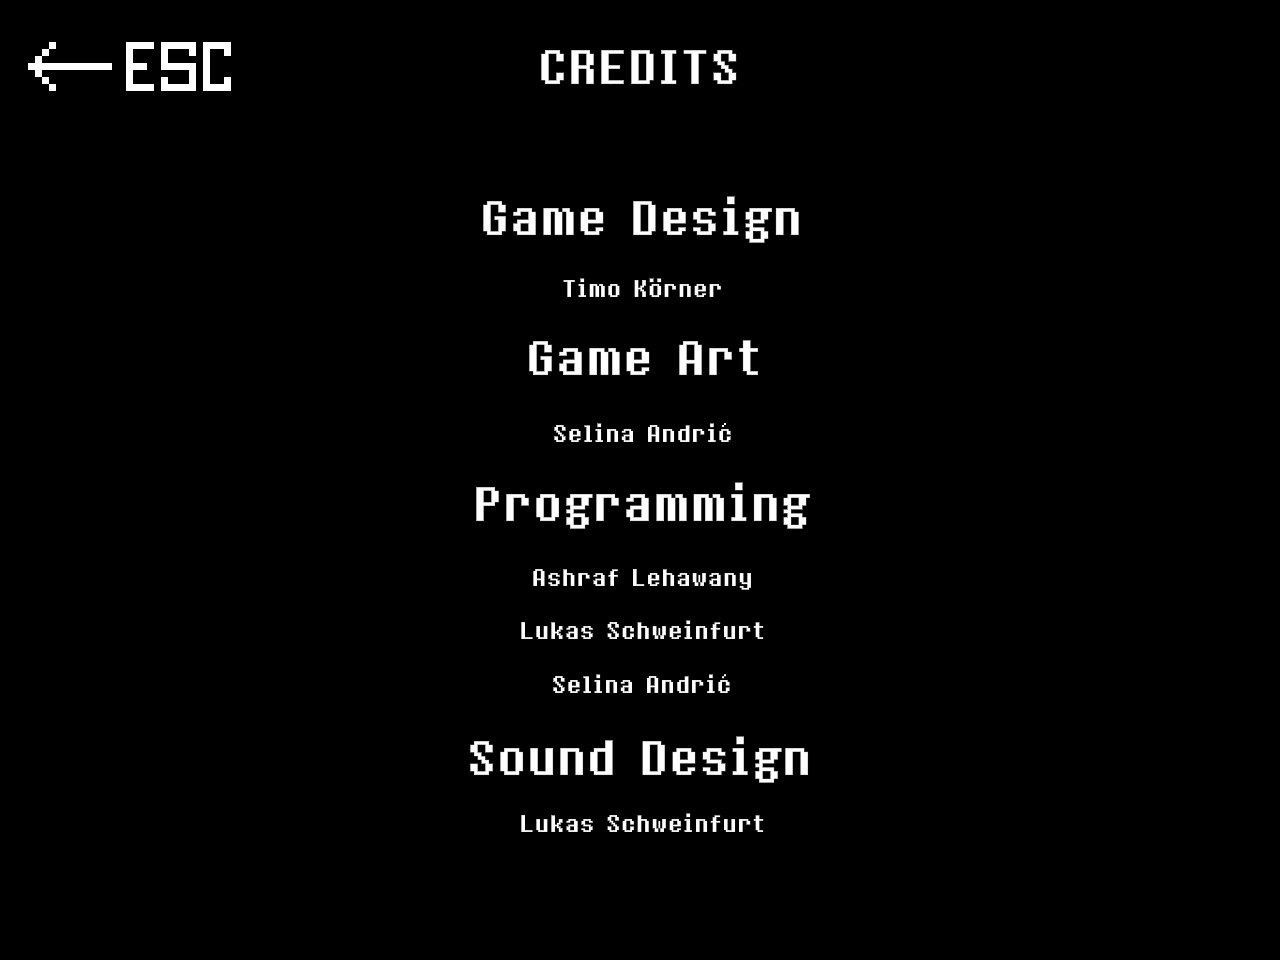 ESC
CREDITS
Game Design
Timo Körner
Game Art
Selina Andrić
Programming
Ashraf Lehawany
Lukas Schweinfurt
Selina Andrić
Sound Design
Lukas Schweinfurt